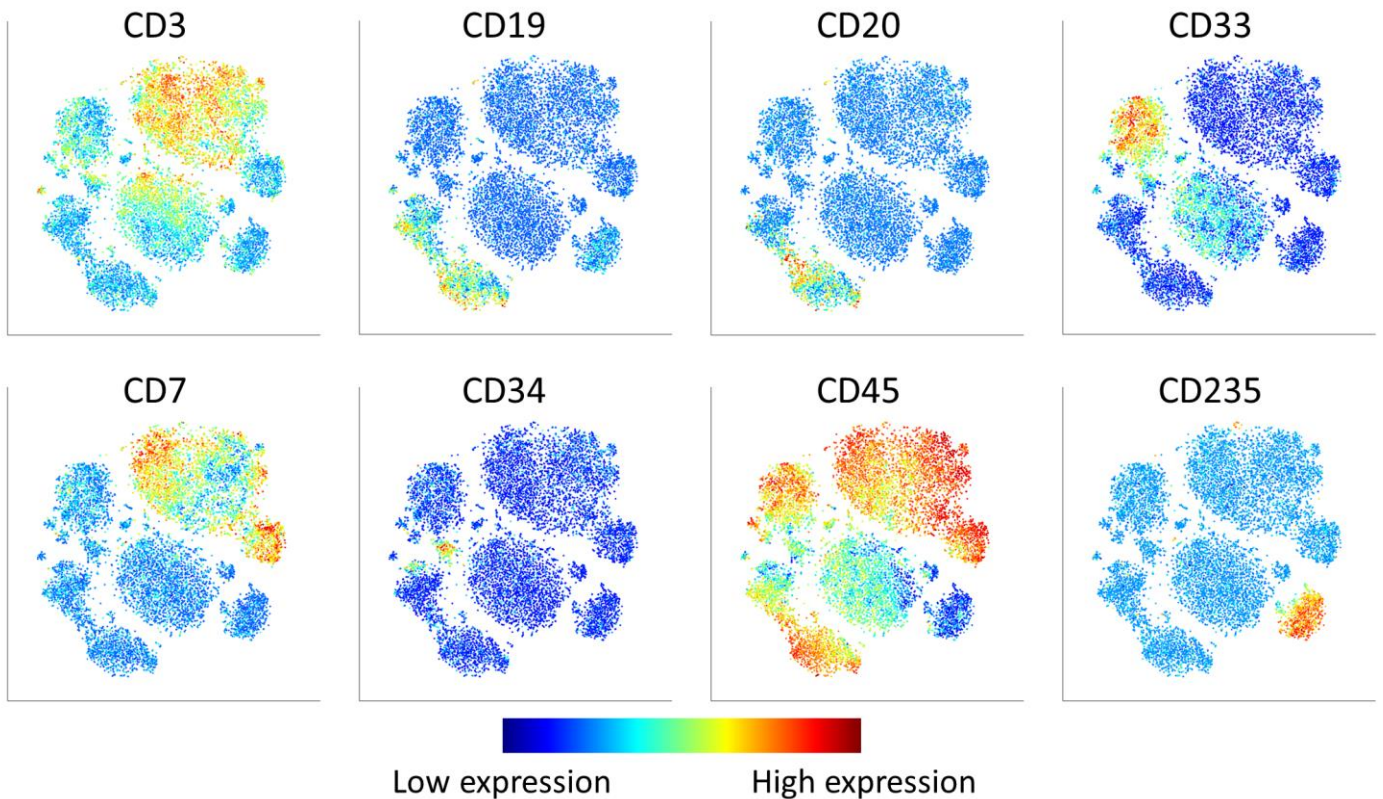 CD3
CD19
CD20
CD33
CD7
CD34
CD45
CD235
Low expression
High expression